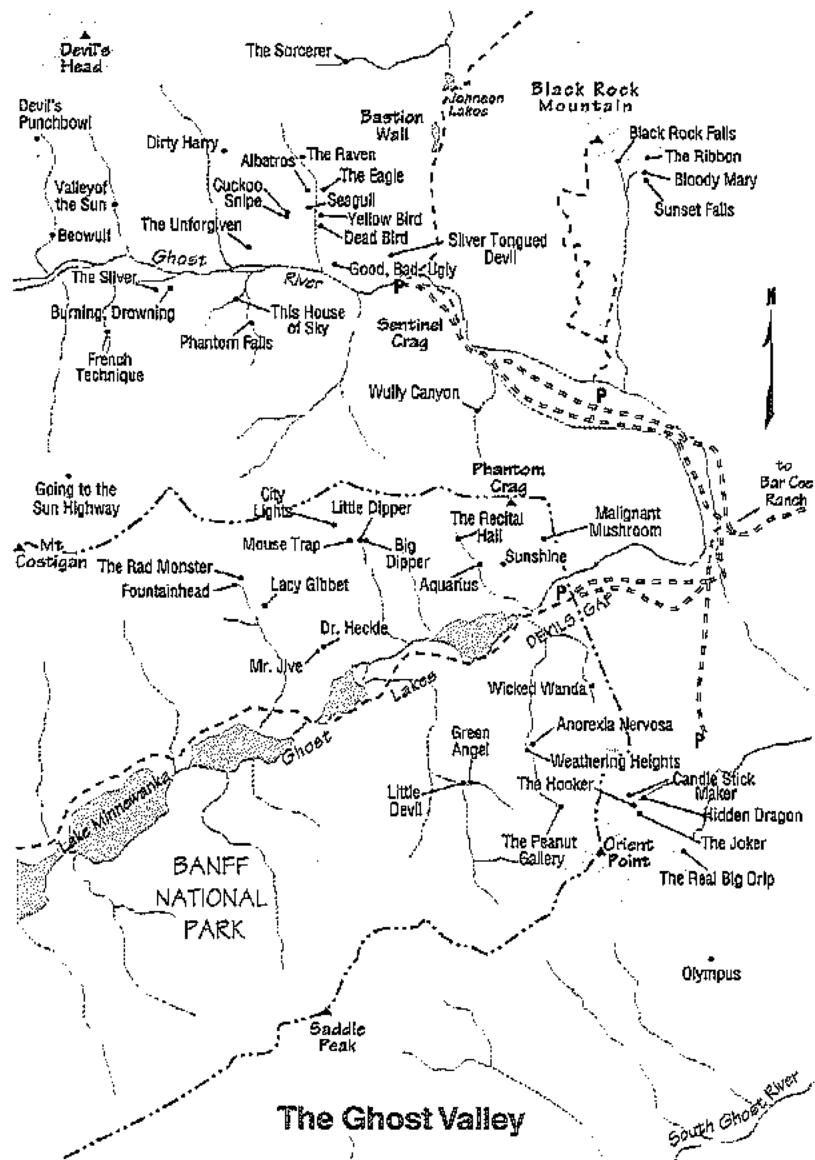 Devil's
Head
The Sorcerer
Johnson
Lakes
Black Rock
Mountain
Devil's
Punchbowl
Bastion
Wall
Dirty Harry
Albatros
The Raven
Black Rock Falls
The Ribbon
Bloody Mary
Sunset Falls
The Eagle
Cuckoo
Snipe
Seagull
Valley of
the Sun
Yellow Bird
The Unforgiven
Dead Bird
Silver Tongued
Devil
Beowulf
Ghost
River
Good, Bad, Ugly
The Sliver
P
Burning, Drowning
This House
of Sky
Sentinel
Crag
N
Phantom Falls
French
Technique
Wully Canyon
P
Phantom
Crag
to
Bar Cee
Ranch
Going to the
Sun Highway
City
Lights
Little Dipper
The Recital
Hall
Malignant
Mushroom
Mt.
Costigan
Mouse Trap
Big
Dipper
Sunshine
The Rad Monster
Fountainhead
Lacy Gibbet
Aquarius
P
DEVILS GAP
Dr. Heckle
Mr. Jive
Lakes
Wicked Wanda
Ghost
Green
Angel
Anorexia Nervosa
P
Weathering Heights
The Hooker
Candle Stick
Maker
Little
Devil
Hidden Dragon
Lake Minnewanka
The Peanut
Gallery
Orient
Point
The Joker
The Real Big Drip
BANFF
NATIONAL
PARK
Olympus
Saddle
Peak
The Ghost Valley
South Ghost River